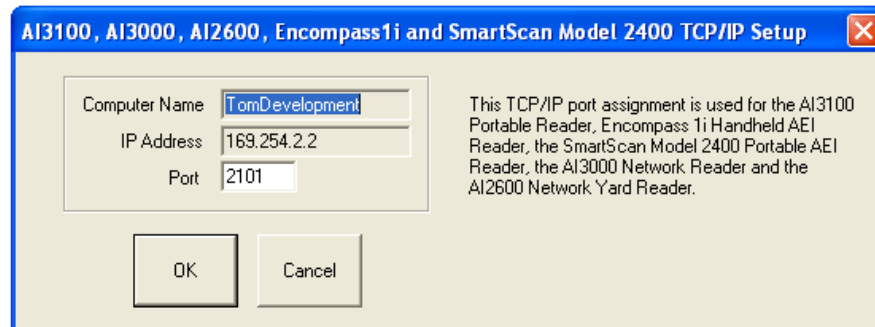 AI3100, AI3000, AI2600, Encompass1i and SmartScan Model 2400 TCP/IP Setup
Computer Name TomDevelopment
IP Address 169.254.2.2
Port 2101
This TCP/IP port assignment is used for the AI3100
Portable Reader, Encompass 1i Handheld AEI
Reader, the SmartScan Model 2400 Portable AEI
Reader, the AI3000 Network Reader and the
AI2600 Network Yard Reader.
OK Cancel